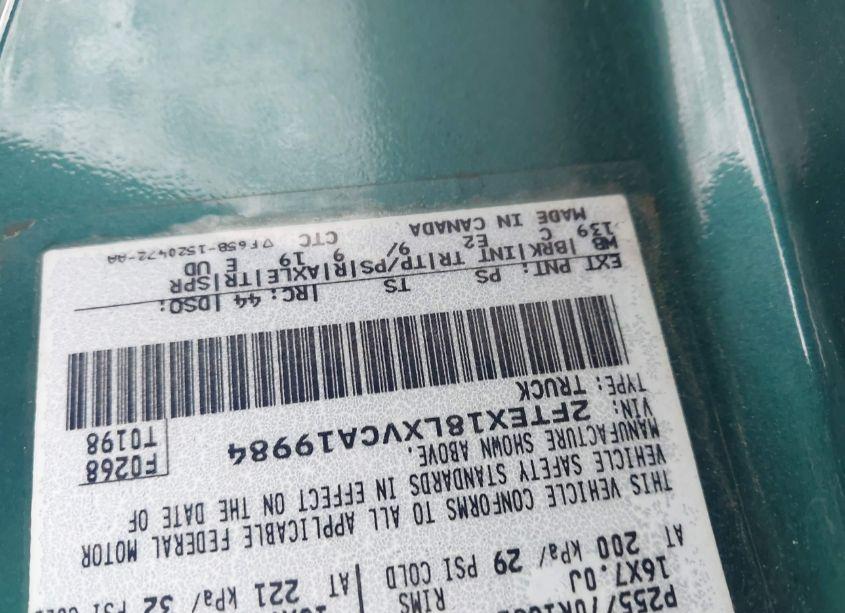 16X7.0J RIMS
AT 200 kPa/ 29 PSI COLD AT 221 kPa/ 32 PSI
THIS VEHICLE CONFORMS TO ALL APPLICABLE FEDERAL MOTOR
VEHICLE SAFETY STANDARDS IN EFFECT ON THE DATE OF
MANUFACTURE SHOWN ABOVE.
VIN: 2FTEX18LXVCA19984 F0268
TYPE: TRUCK T0198
EXT PNT: PS TS |RC: 44 |DSO:
WB |BRK|INT TR|TP/PS|R|AXLE|TR|SPR
139 C E2 9/ 9 19 E UD
MADE IN CANADA CTC ▽F65B-1520472-AA